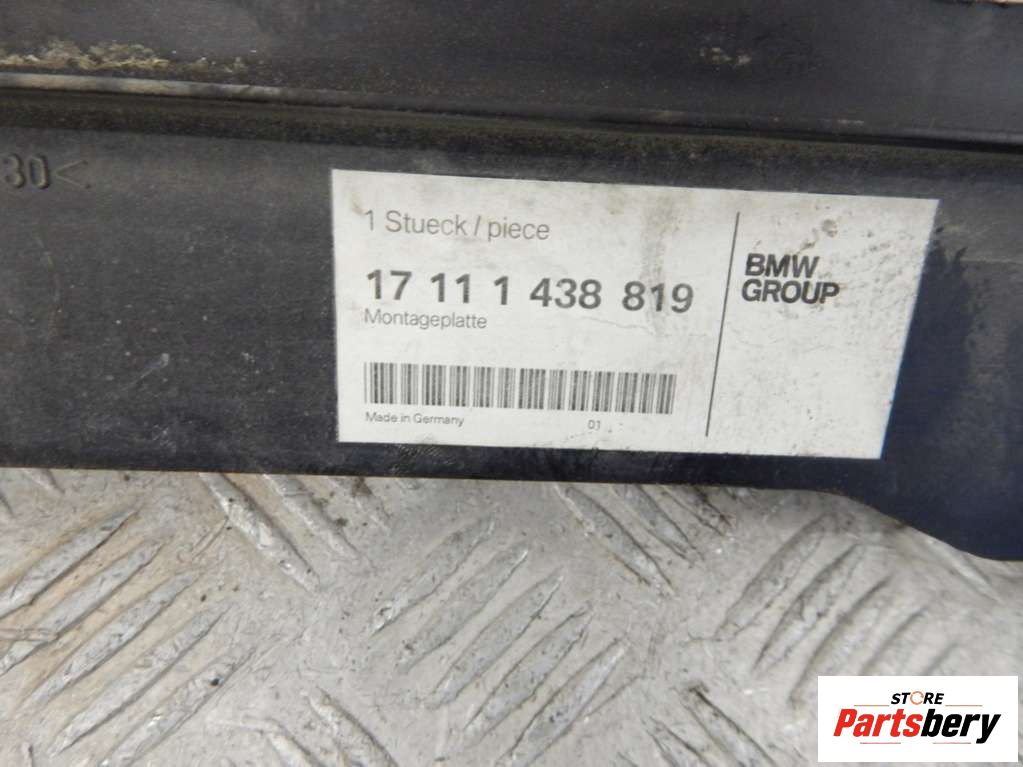 30<
1 Stueck / piece
17 11 1 438 819
Montageplatte
Made in Germany
01
BMW
GROUP
STORE
Partsbery